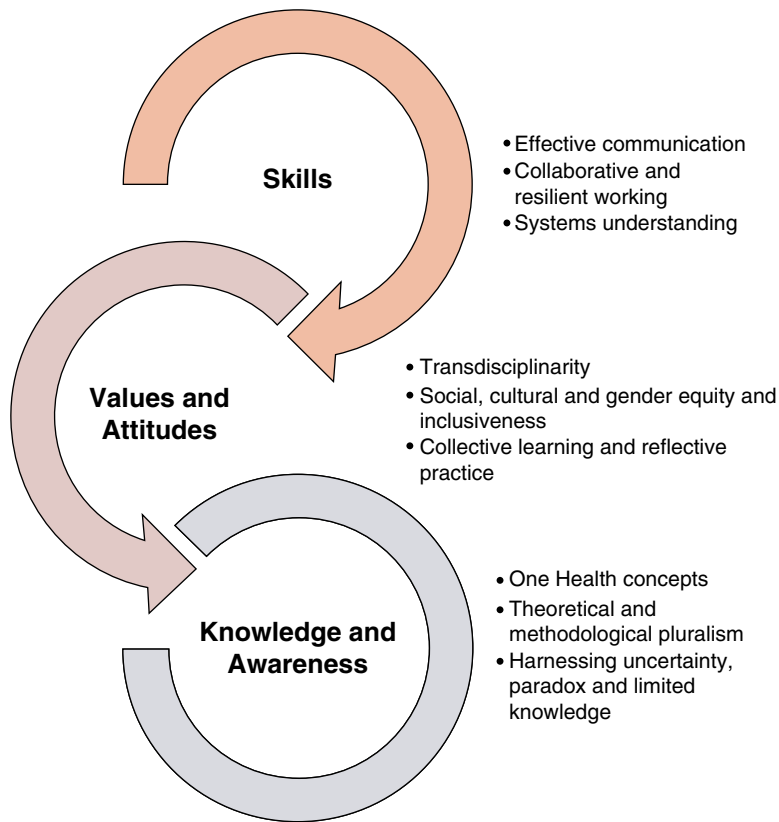 Skills
• Effective communication
• Collaborative and
resilient working
• Systems understanding
Values and
Attitudes
• Transdisciplinarity
• Social, cultural and gender equity and
inclusiveness
• Collective learning and reflective
practice
Knowledge and
Awareness
• One Health concepts
• Theoretical and
methodological pluralism
• Harnessing uncertainty,
paradox and limited
knowledge